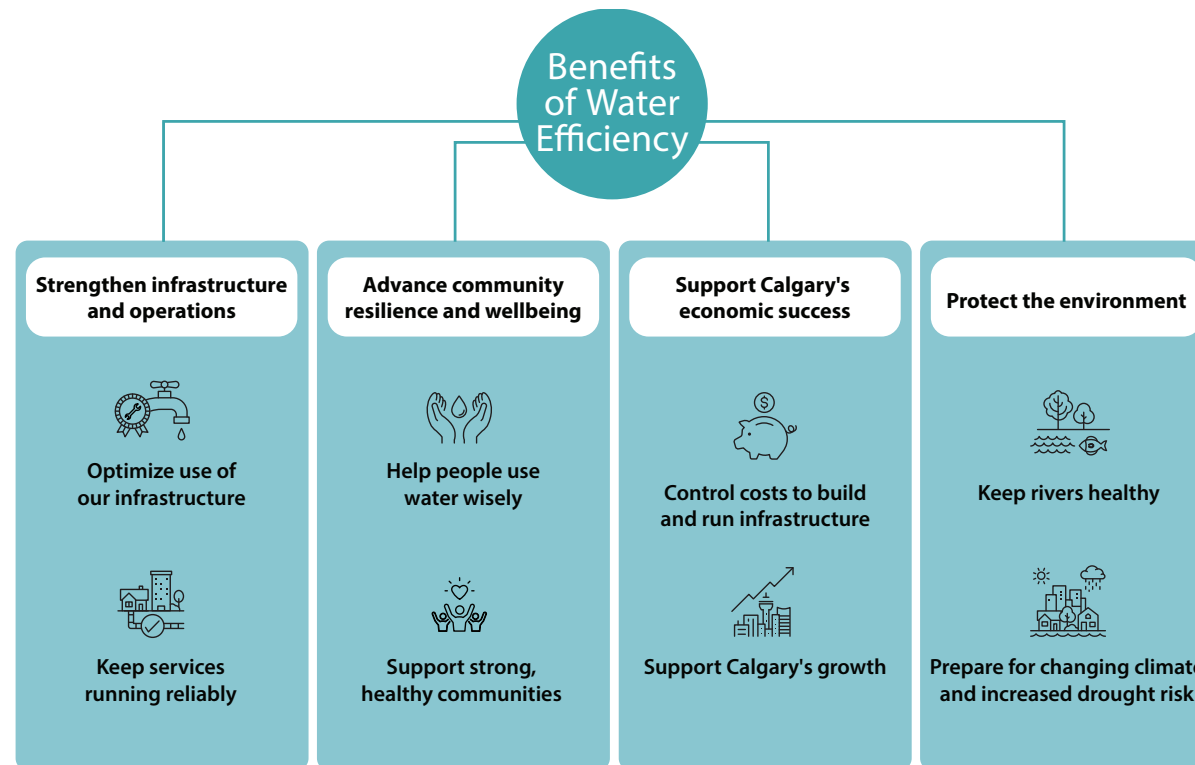 Benefits
of Water
Efficiency
Strengthen infrastructure
and operations
Optimize use of
our infrastructure
Keep services
running reliably
Advance community
resilience and wellbeing
Help people use
water wisely
Support strong,
healthy communities
Support Calgary's
economic success
$
Control costs to build
and run infrastructure
Support Calgary's growth
Protect the environment
Keep rivers healthy
Prepare for changing climate
and increased drought risk